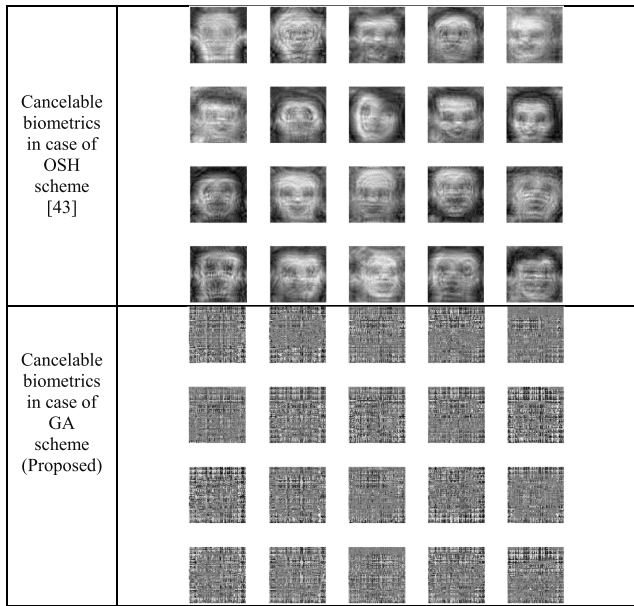 Cancelable
biometrics
in case of
OSH
scheme
[43]
Cancelable
biometrics
in case of
GA
scheme
(Proposed)